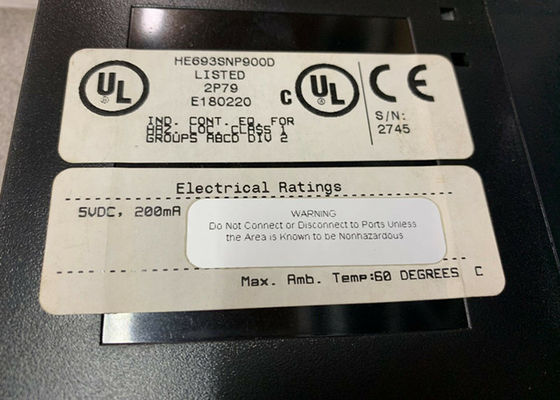 HE693SNP900D
LISTED
2P79
E180220
IND. CONT. EQ. FOR
HAZ. LOC. CLASS 1
GROUPS ABCD DIV 2
UL
C UL
CE
S/N:
2745
Electrical Ratings
5VDC, 200mA
WARNING
Do Not Connect or Disconnect to Ports Unless
the Area is Known to be Nonhazardous
Max. Amb. Temp:60 DEGREES C